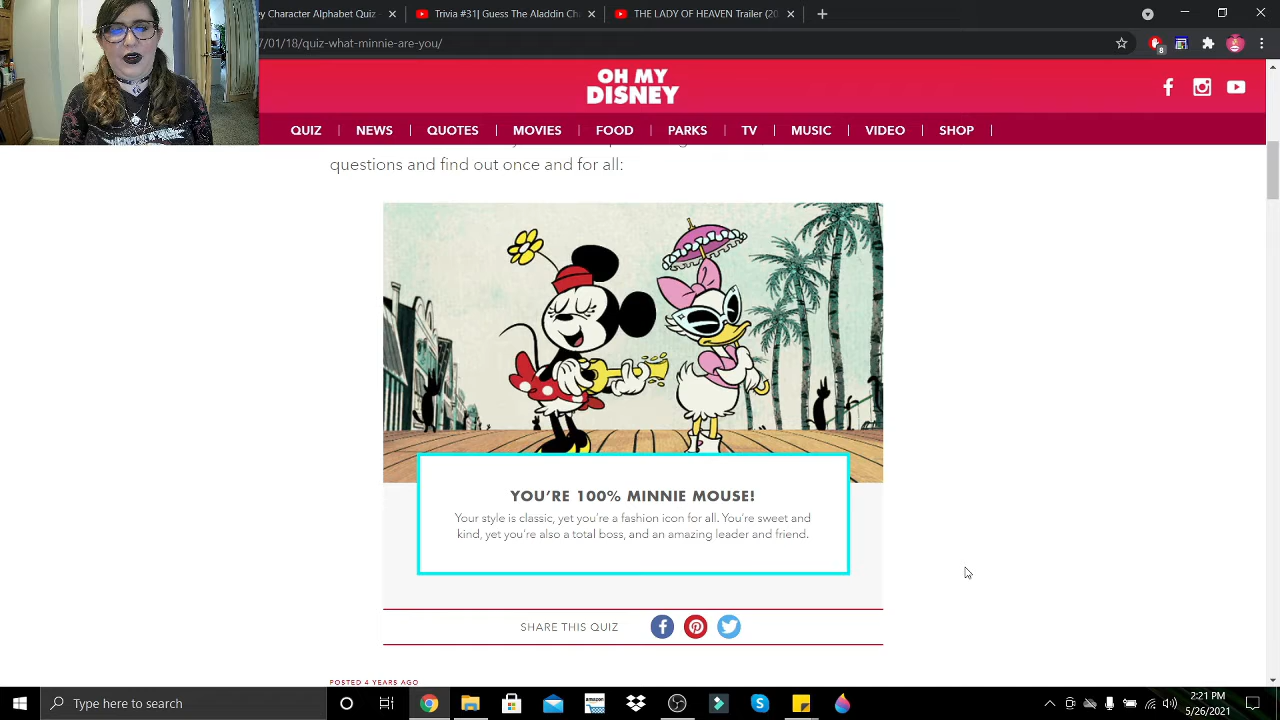 ey Character Alphabet Quiz -
Trivia #31| Guess The Aladdin Ch
THE LADY OF HEAVEN Trailer (20
/01/18/quiz-what-minnie-are-you/
8
OH MY
DISNEY
QUIZ
NEWS
QUOTES
MOVIES
FOOD
PARKS
TV
MUSIC
VIDEO
SHOP
questions and find out once and for all:
YOU'RE 100% MINNIE MOUSE!
Your style is classic, yet you're a fashion icon for all. You're sweet and
kind, yet you're also a total boss, and an amazing leader and friend.
SHARE THIS QUIZ
POSTED 4 YEARS AGO
Type here to search
amazon
2:21 PM
5/26/2021